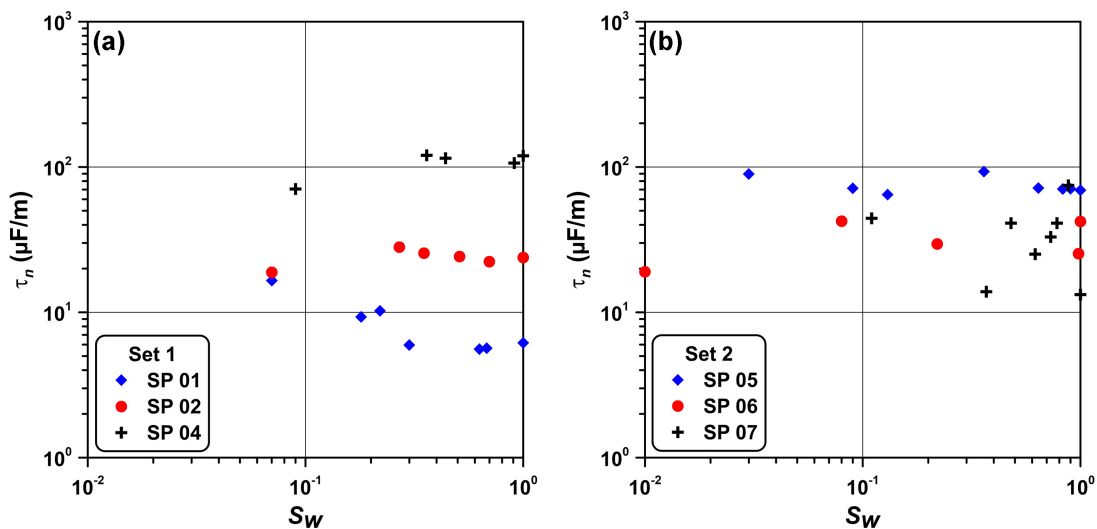 (a)
10³
10²
10¹
10⁰
τn (µF/m)
Set 1
SP 01
SP 02
SP 04
10⁻² 10⁻¹ 10⁰
SW
(b)
10³
10²
10¹
10⁰
τn (µF/m)
Set 2
SP 05
SP 06
SP 07
10⁻² 10⁻¹ 10⁰
SW